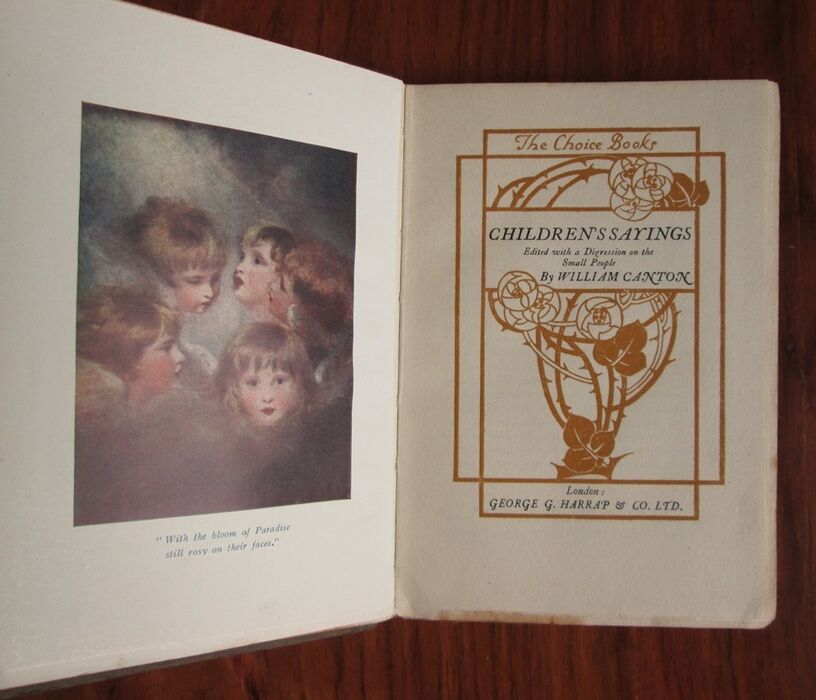 "With the bloom of Paradise
still rosy on their faces."
The Choice Books
CHILDREN'S SAYINGS
Edited with a Digression on the
Small People
By WILLIAM CANTON
London:
GEORGE G. HARRAP & CO. LTD.